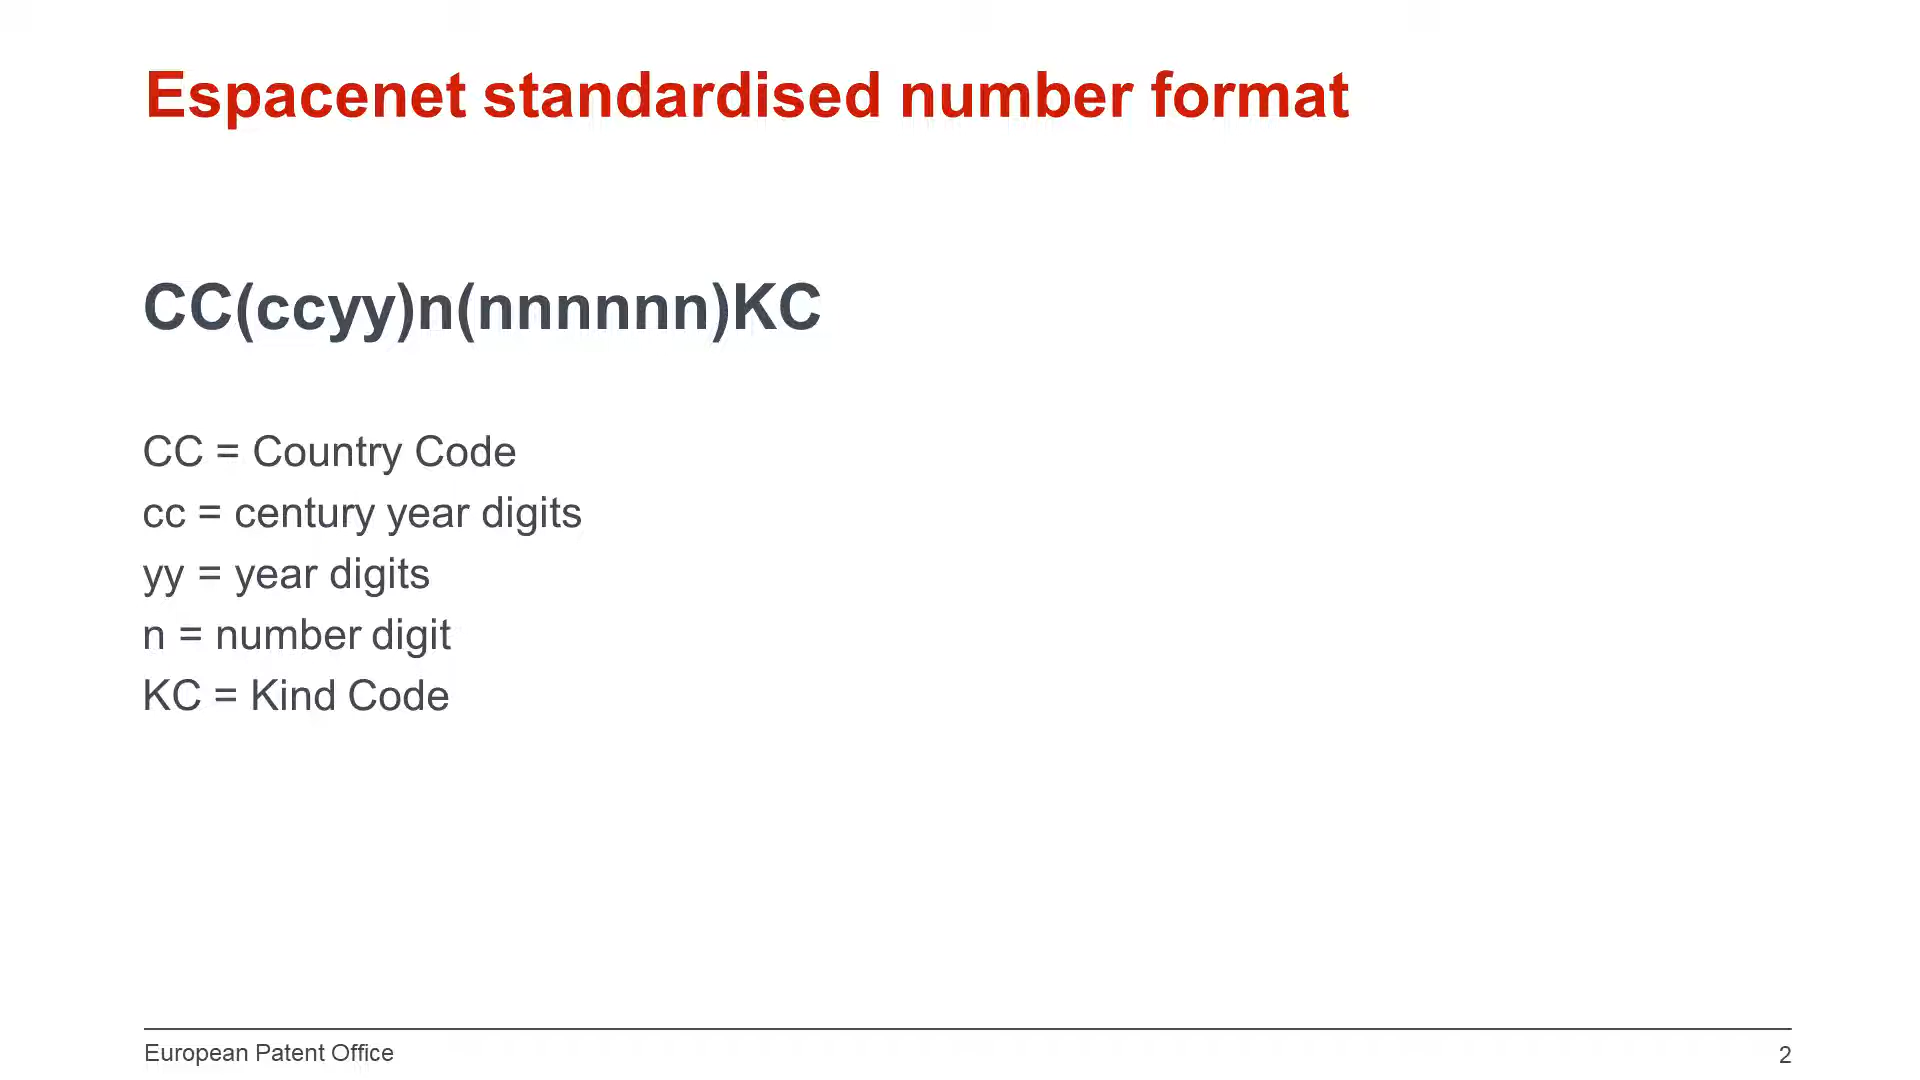 Espacenet standardised number format
CC(ccyy)n(nnnnnn)KC
CC = Country Code
cc = century year digits
yy = year digits
n = number digit
KC = Kind Code
European Patent Office
2